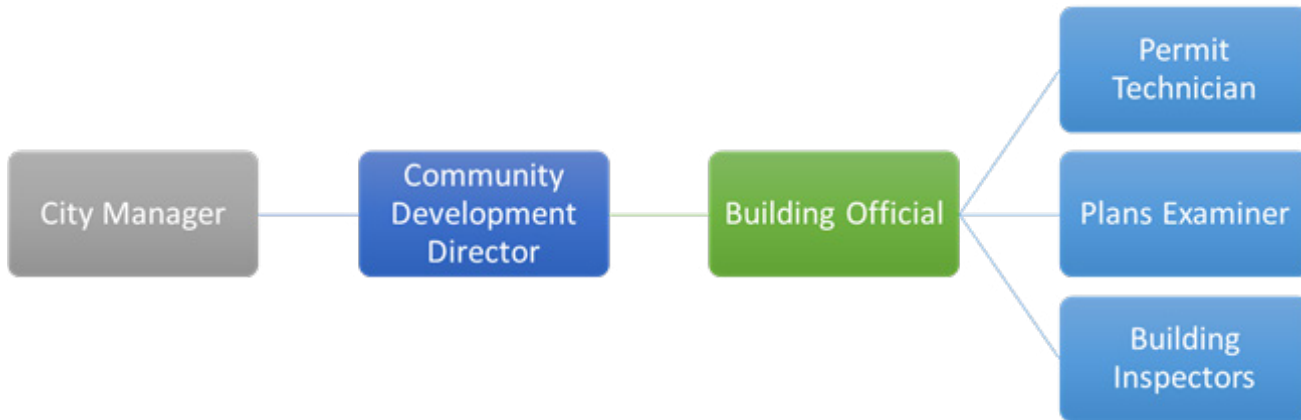 City Manager
Community
Development
Director
Building Official
Permit
Technician
Plans Examiner
Building
Inspectors